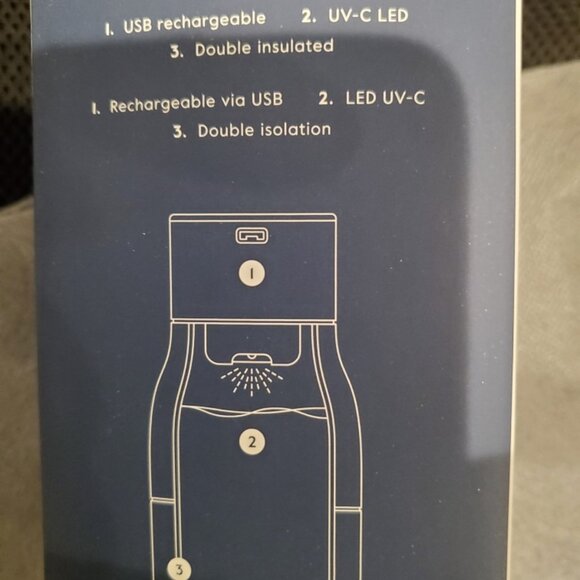 1. USB rechargeable 2. UV-C LED
3. Double insulated
1. Rechargeable via USB 2. LED UV-C
3. Double isolation
1
2
3